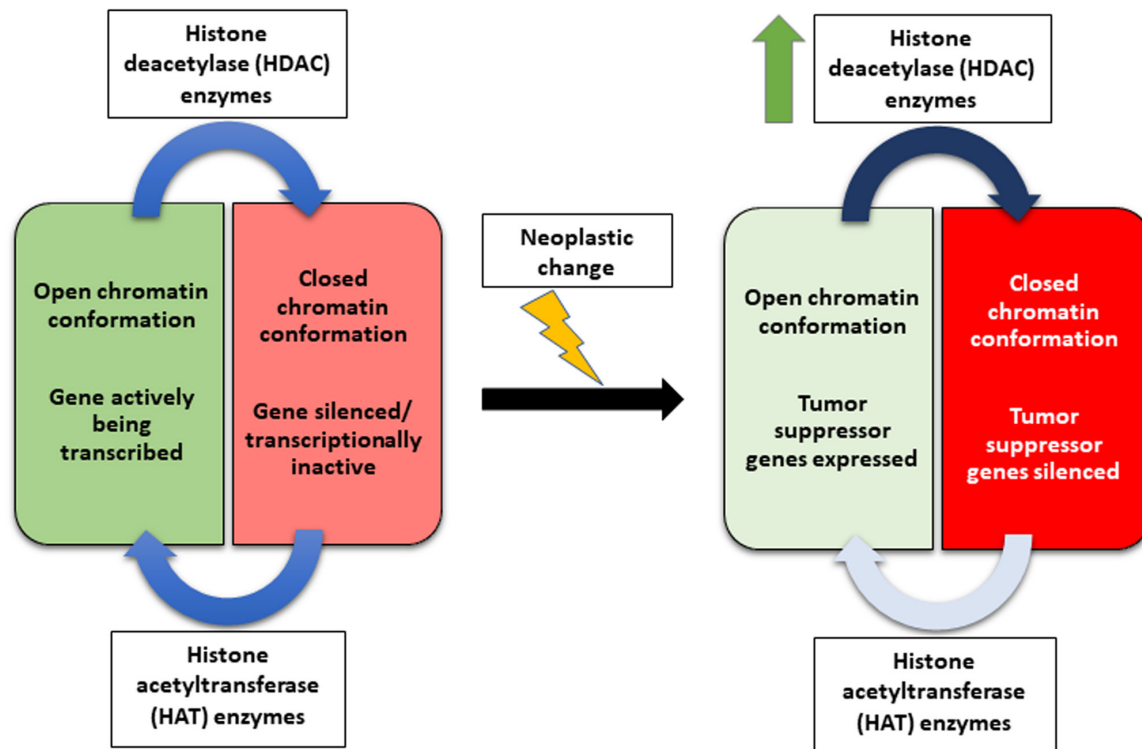 Histone
deacetylase (HDAC)
enzymes
Open chromatin
conformation
Gene actively
being
transcribed
Closed
chromatin
conformation
Gene silenced/
transcriptionally
inactive
Histone
acetyltransferase
(HAT) enzymes
Neoplastic
change
Histone
deacetylase (HDAC)
enzymes
Open chromatin
conformation
Tumor
suppressor
genes expressed
Closed
chromatin
conformation
Tumor
suppressor
genes silenced
Histone
acetyltransferase
(HAT) enzymes